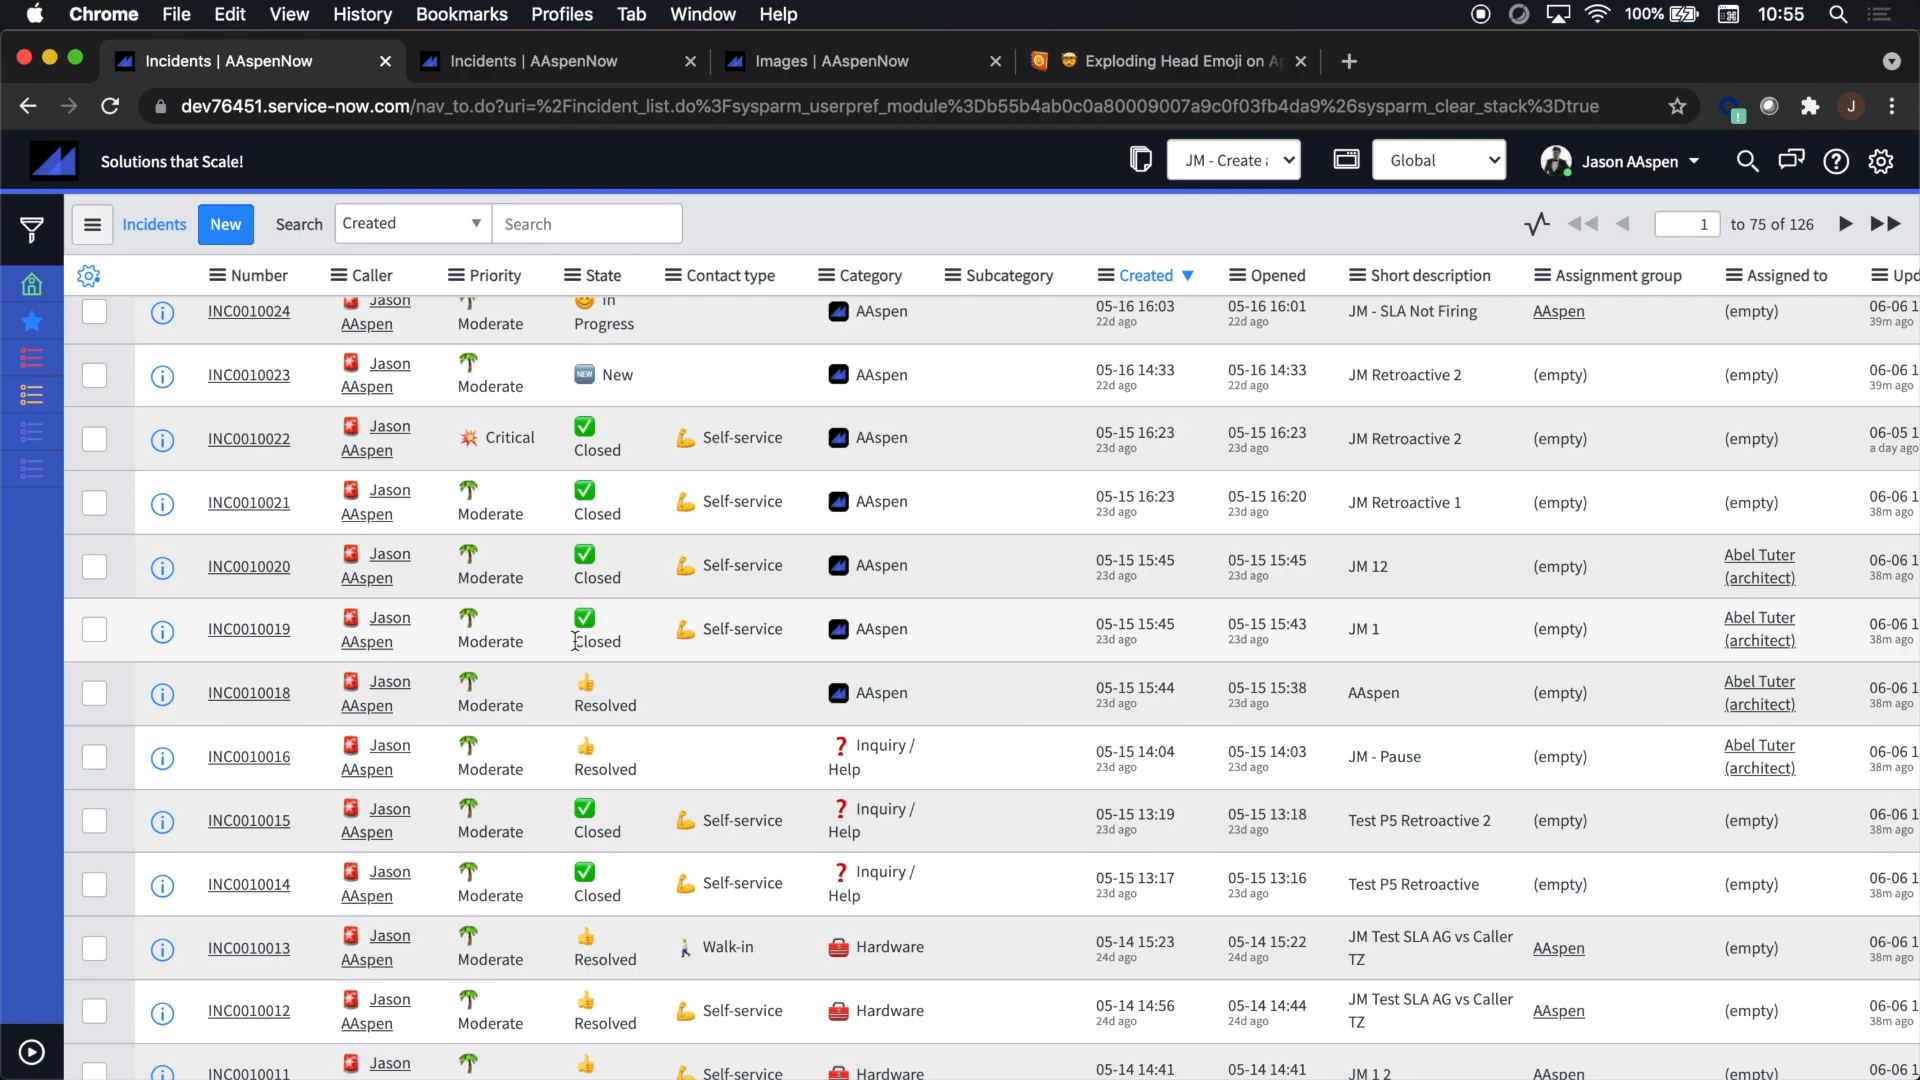 Chrome File Edit View History Bookmarks Profiles Tab Window Help 100% 10:55
Incidents | AAspenNow Incidents | AAspenNow Images | AAspenNow Exploding Head Emoji on A
dev76451.service-now.com/nav_to.do?uri=%2Fincident_list.do%3Fsysparm_userpref_module%3Db55b4ab0c0a80009007a9c0f03fb4da9%26sysparm_clear_stack%3Dtrue J
Solutions that Scale! JM - Create Global Jason AAspen
Incidents New Search Created Search 1 to 75 of 126
Number Caller Priority State Contact type Category Subcategory Created Opened Short description Assignment group Assigned to Upd
INC0010024 Jason AAspen Moderate In Progress AAspen 05-16 16:03 22d ago 05-16 16:01 22d ago JM - SLA Not Firing AAspen (empty) 06-06 1 39m ago
INC0010023 Jason AAspen Moderate NEW New AAspen 05-16 14:33 22d ago 05-16 14:33 22d ago JM Retroactive 2 (empty) (empty) 06-06 1 39m ago
INC0010022 Jason AAspen Critical Closed Self-service AAspen 05-15 16:23 23d ago 05-15 16:23 23d ago JM Retroactive 2 (empty) (empty) 06-05 1 a day ago
INC0010021 Jason AAspen Moderate Closed Self-service AAspen 05-15 16:23 23d ago 05-15 16:20 23d ago JM Retroactive 1 (empty) (empty) 06-06 1 38m ago
INC0010020 Jason AAspen Moderate Closed Self-service AAspen 05-15 15:45 23d ago 05-15 15:45 23d ago JM 12 (empty) Abel Tuter (architect) 06-06 1 38m ago
INC0010019 Jason AAspen Moderate Closed Self-service AAspen 05-15 15:45 23d ago 05-15 15:43 23d ago JM 1 (empty) Abel Tuter (architect) 06-06 1 38m ago
INC0010018 Jason AAspen Moderate Resolved AAspen 05-15 15:44 23d ago 05-15 15:38 23d ago AAspen (empty) Abel Tuter (architect) 06-06 1 38m ago
INC0010016 Jason AAspen Moderate Resolved Inquiry / Help 05-15 14:04 23d ago 05-15 14:03 23d ago JM - Pause (empty) Abel Tuter (architect) 06-06 1 38m ago
INC0010015 Jason AAspen Moderate Closed Self-service Inquiry / Help 05-15 13:19 23d ago 05-15 13:18 23d ago Test P5 Retroactive 2 (empty) (empty) 06-06 1 38m ago
INC0010014 Jason AAspen Moderate Closed Self-service Inquiry / Help 05-15 13:17 23d ago 05-15 13:16 23d ago Test P5 Retroactive (empty) (empty) 06-06 1 38m ago
INC0010013 Jason AAspen Moderate Resolved Walk-in Hardware 05-14 15:23 24d ago 05-14 15:22 24d ago JM Test SLA AG vs Caller TZ AAspen (empty) 06-06 1 38m ago
INC0010012 Jason AAspen Moderate Resolved Self-service Hardware 05-14 14:56 24d ago 05-14 14:44 24d ago JM Test SLA AG vs Caller TZ AAspen (empty) 06-06 1 38m ago
INC0010011 Jason Self-service Hardware 05-14 14:41 05-14 14:41 JM 1 2 AAspen (empty) 06-06 1